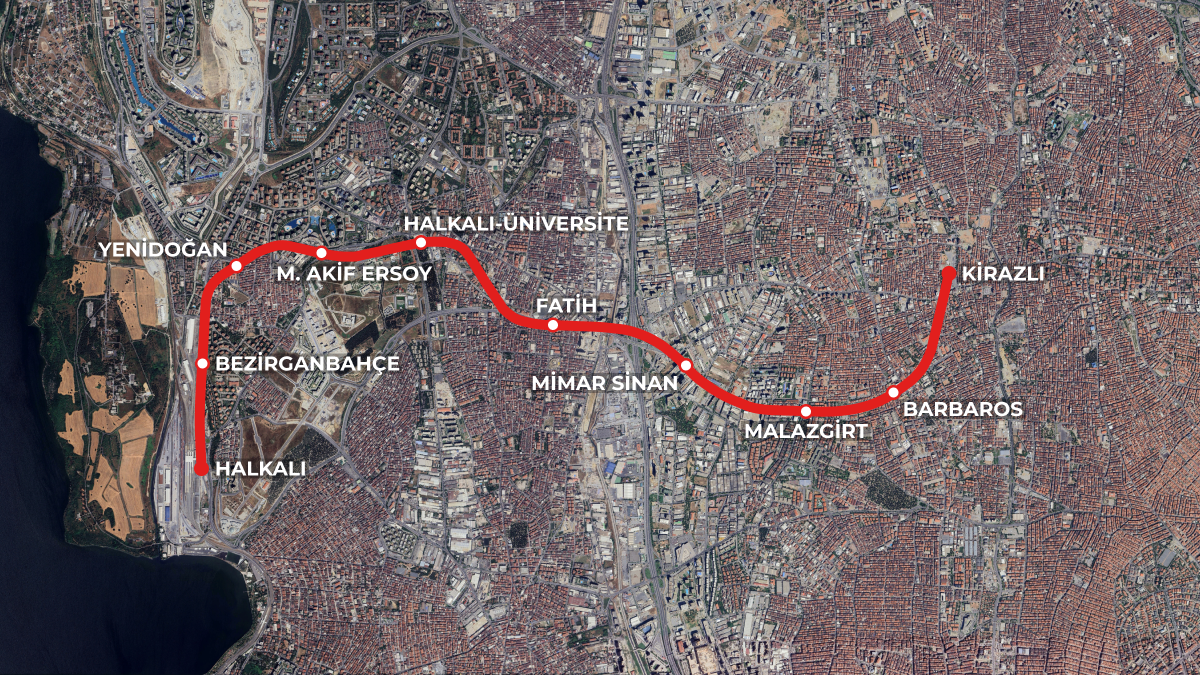 HALKALI-ÜNİVERSİTE
YENİDOĞAN
M. AKİF ERSOY
KİRAZLI
FATİH
BEZİRGANBAHÇE
MİMAR SİNAN
BARBAROS
MALAZGİRT
HALKALI